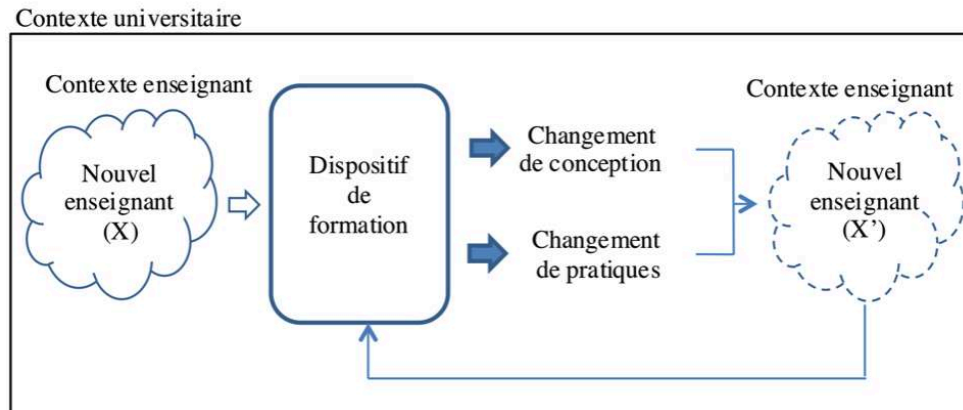 Contexte universitaire
Contexte enseignant
Nouvel
enseignant
(X)
Dispositif
de
formation
Changement
de conception
Changement
de pratiques
Contexte enseignant
Nouvel
enseignant
(X’)